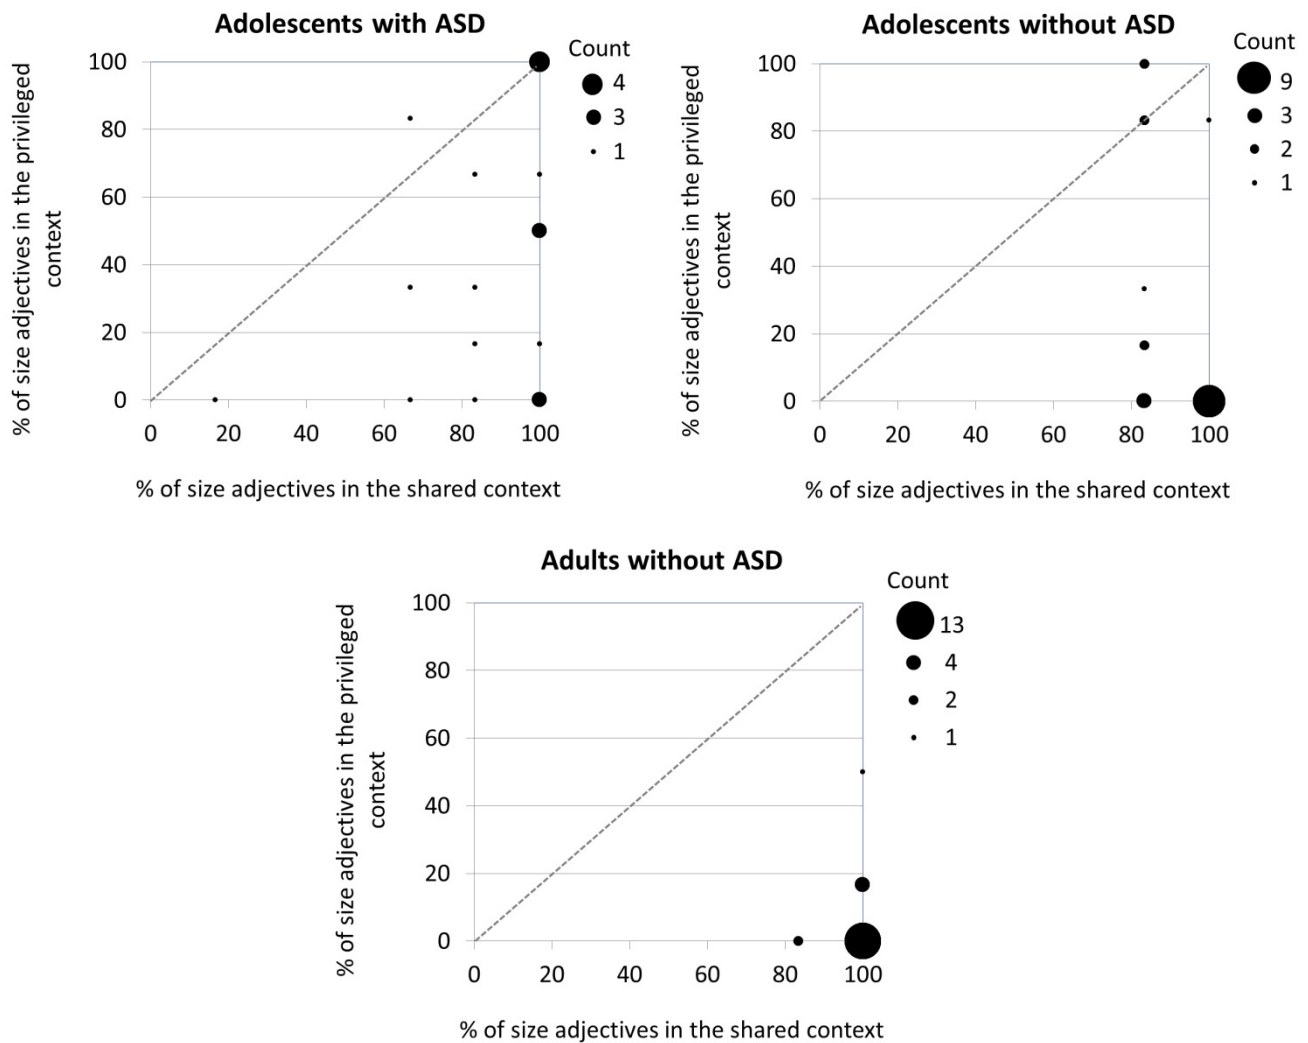 Adolescents with ASD
Count
4
3
1
100
80
60
40
20
0
0 20 40 60 80 100
% of size adjectives in the privileged
context
% of size adjectives in the shared context
Adolescents without ASD
Count
9
3
2
1
100
80
60
40
20
0
0 20 40 60 80 100
% of size adjectives in the privileged
context
% of size adjectives in the shared context
Adults without ASD
Count
13
4
2
1
100
80
60
40
20
0
0 20 40 60 80 100
% of size adjectives in the privileged
context
% of size adjectives in the shared context